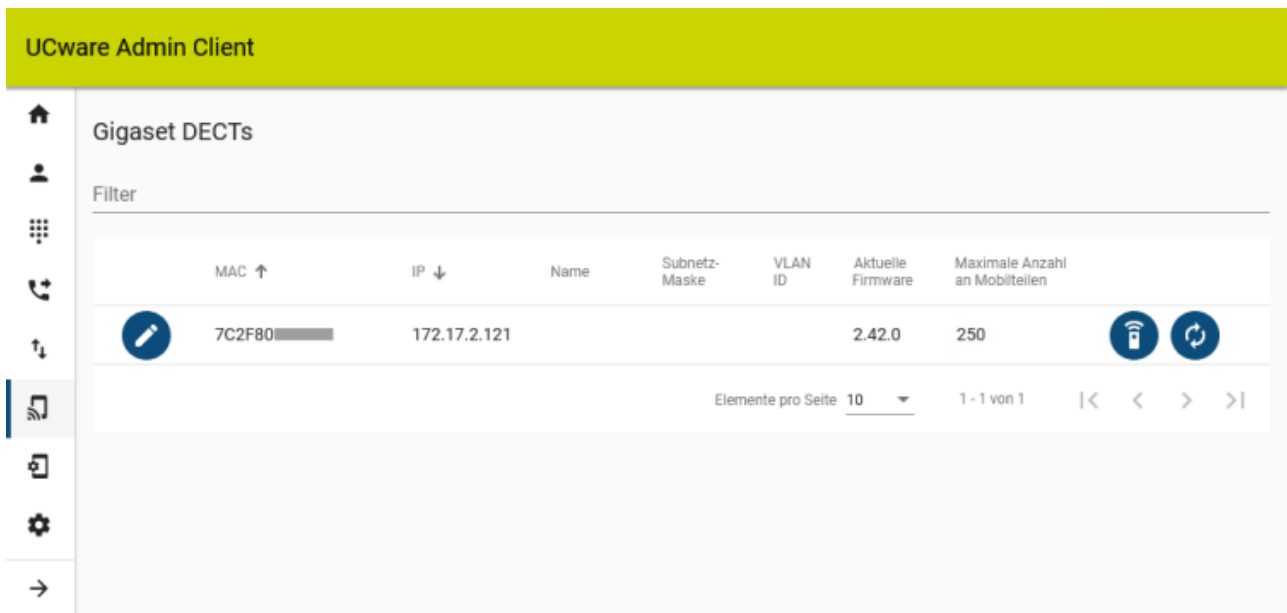 UCware Admin Client
Gigaset DECTs
Filter
MAC IP Name Subnetz- VLAN Aktuelle Maximale Anzahl
Maske ID Firmware an Mobilteilen
7C2F80 172.17.2.121 2.42.0 250
Elemente pro Seite 10 1 - 1 von 1